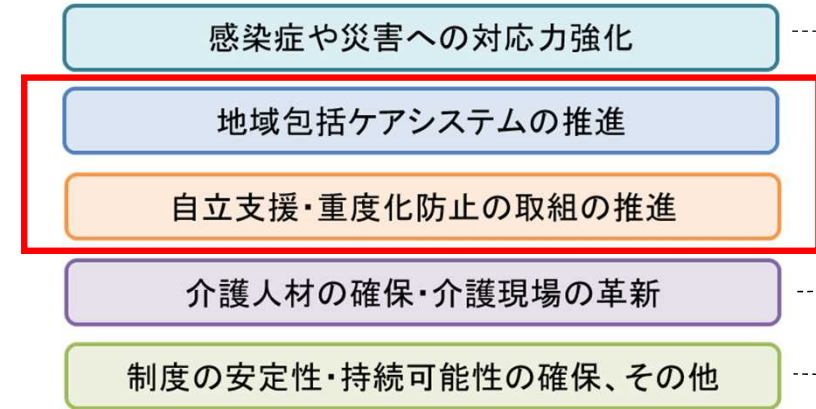 感染症や災害への対応力強化
地域包括ケアシステムの推進
自立支援・重度化防止の取組の推進
介護人材の確保・介護現場の革新
制度の安定性・持続可能性の確保、その他